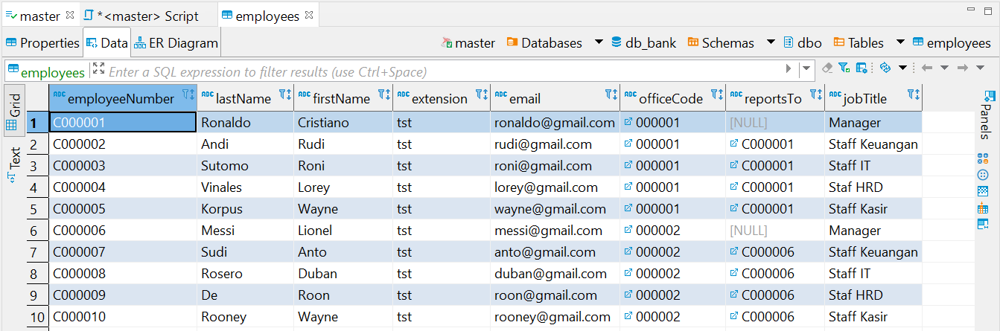 master *<master> Script employees
Properties Data ER Diagram master Databases db_bank Schemas dbo Tables employees
employees Enter a SQL expression to filter results (use Ctrl+Space)
Grid
Text
Panels
ABC employeeNumber ABC lastName ABC firstName ABC extension ABC email ABC officeCode ABC reportsTo ABC jobTitle
1 C000001 Ronaldo Cristiano tst ronaldo@gmail.com 000001 [NULL] Manager
2 C000002 Andi Rudi tst rudi@gmail.com 000001 C000001 Staff Keuangan
3 C000003 Sutomo Roni tst roni@gmail.com 000001 C000001 Staff IT
4 C000004 Vinales Lorey tst lorey@gmail.com 000001 C000001 Staf HRD
5 C000005 Korpus Wayne tst wayne@gmail.com 000001 C000001 Staff Kasir
6 C000006 Messi Lionel tst messi@gmail.com 000002 [NULL] Manager
7 C000007 Sudi Anto tst anto@gmail.com 000002 C000006 Staff Keuangan
8 C000008 Rosero Duban tst duban@gmail.com 000002 C000006 Staff IT
9 C000009 De Roon tst roon@gmail.com 000002 C000006 Staf HRD
10 C000010 Rooney Wayne tst rooney@gmail.com 000002 C000006 Staff Kasir